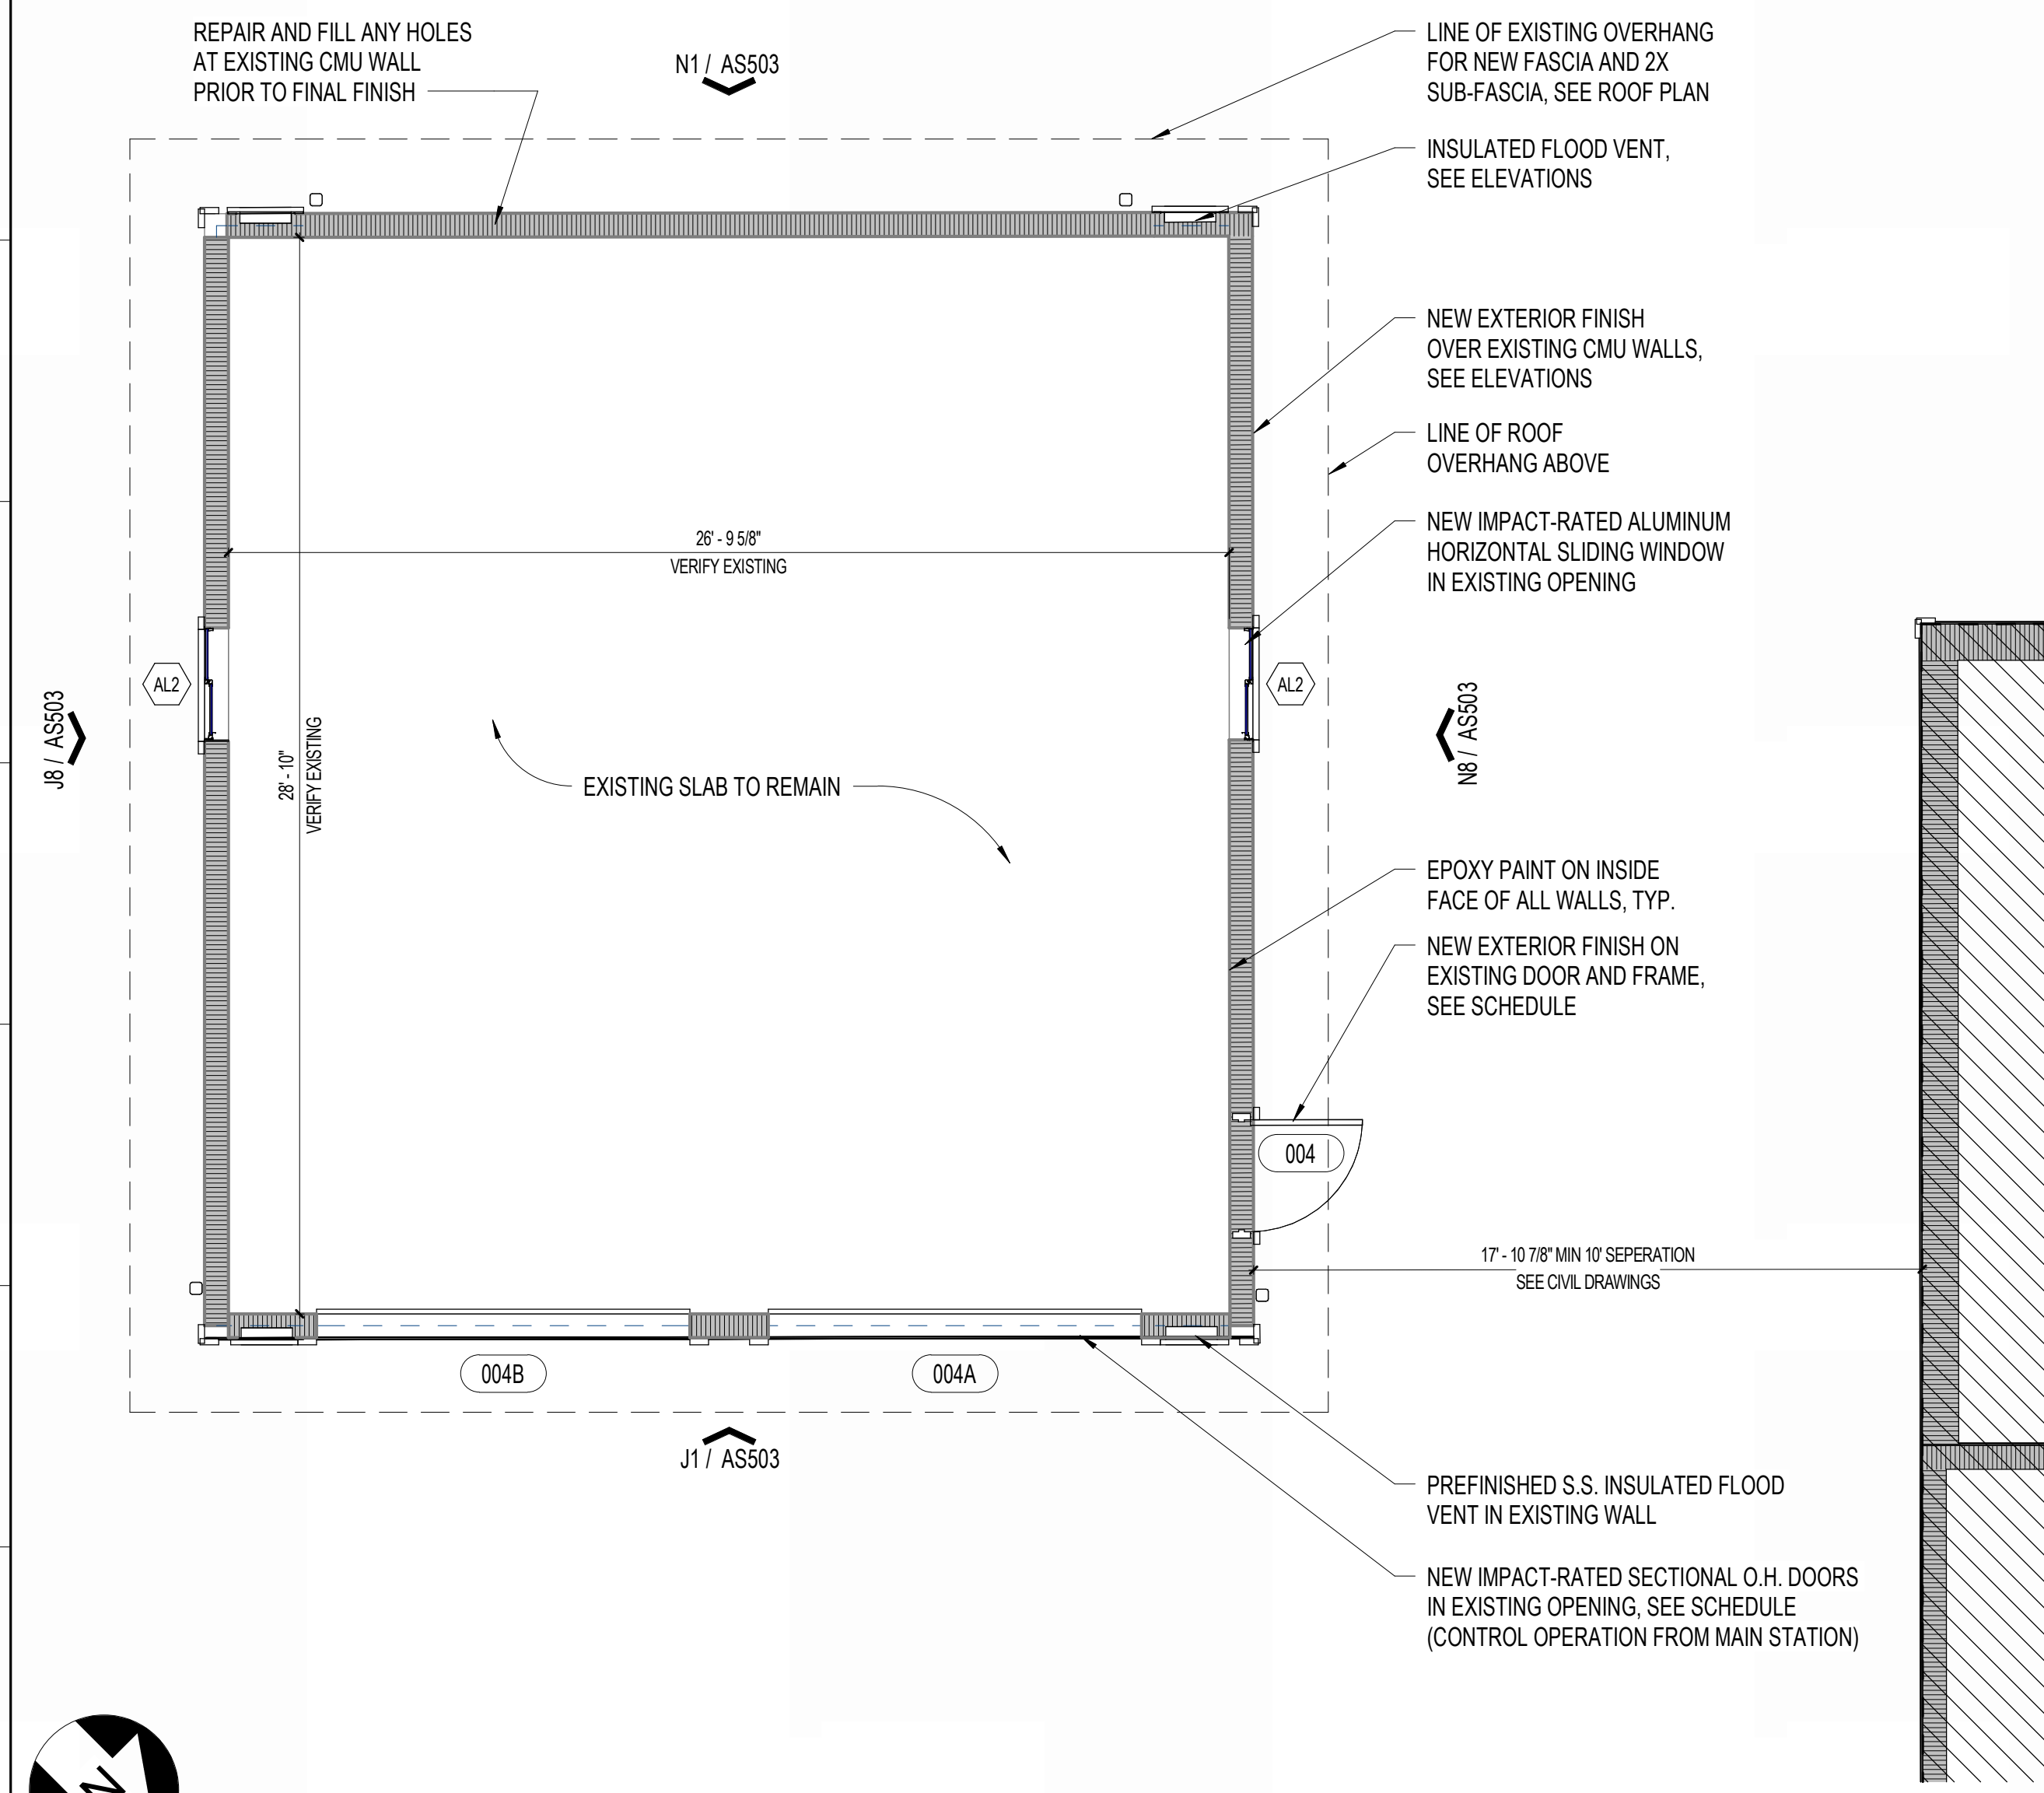 REPAIR AND FILL ANY HOLES
AT EXISTING CMU WALL
PRIOR TO FINAL FINISH
N1 / AS503
LINE OF EXISTING OVERHANG
FOR NEW FASCIA AND 2X
SUB-FASCIA, SEE ROOF PLAN
INSULATED FLOOD VENT,
SEE ELEVATIONS
NEW EXTERIOR FINISH
OVER EXISTING CMU WALLS,
SEE ELEVATIONS
LINE OF ROOF
OVERHANG ABOVE
NEW IMPACT-RATED ALUMINUM
HORIZONTAL SLIDING WINDOW
IN EXISTING OPENING
26' - 9 5/8"
VERIFY EXISTING
AL2
AL2
J8 / AS503
N8 / AS503
28' - 10"
VERIFY EXISTING
EXISTING SLAB TO REMAIN
EPOXY PAINT ON INSIDE
FACE OF ALL WALLS, TYP.
NEW EXTERIOR FINISH ON
EXISTING DOOR AND FRAME,
SEE SCHEDULE
004
17' - 10 7/8" MIN 10' SEPERATION
SEE CIVIL DRAWINGS
004B
004A
J1 / AS503
PREFINISHED S.S. INSULATED FLOOD
VENT IN EXISTING WALL
NEW IMPACT-RATED SECTIONAL O.H. DOORS
IN EXISTING OPENING, SEE SCHEDULE
(CONTROL OPERATION FROM MAIN STATION)
N